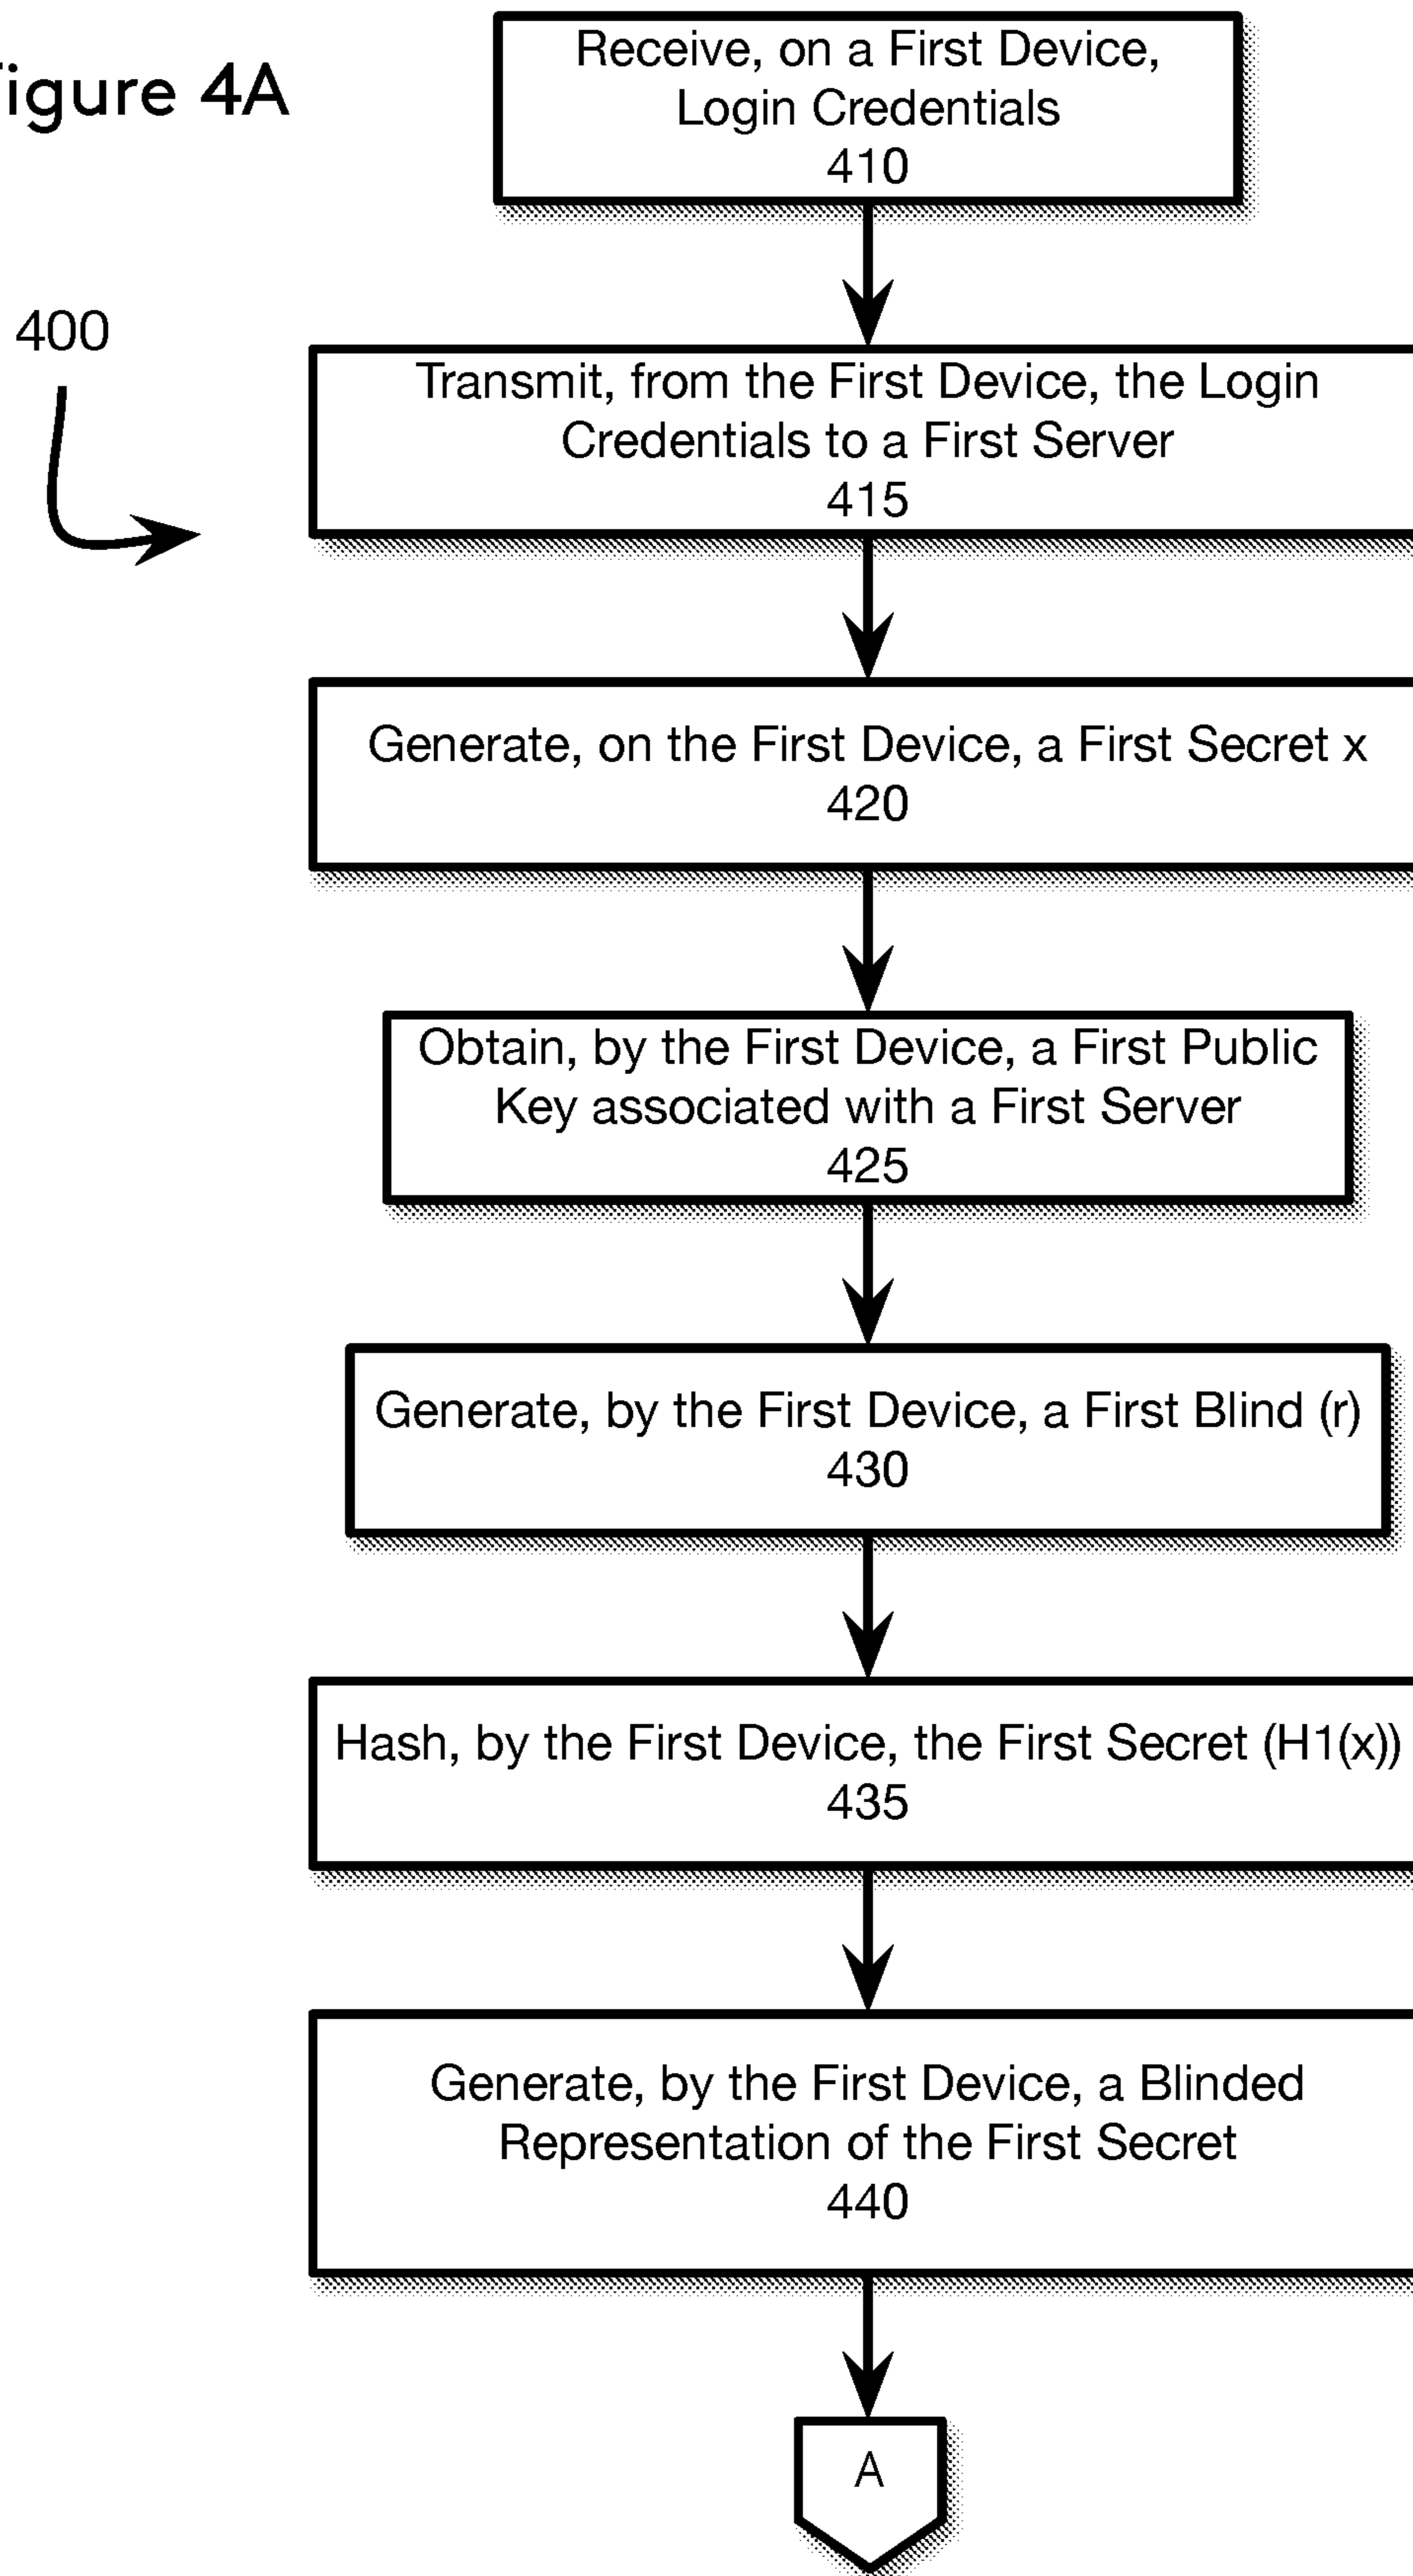 igure 4A
Receive, on a First Device,
Login Credentials
410
400
Transmit, from the First Device, the Login
Credentials to a First Server
415
Generate, on the First Device, a First Secret x
420
Obtain, by the First Device, a First Public
Key associated with a First Server
425
Generate, by the First Device, a First Blind (r)
430
Hash, by the First Device, the First Secret (H1(x))
435
Generate, by the First Device, a Blinded
Representation of the First Secret
440
A